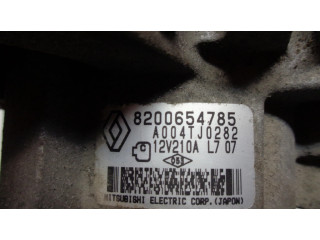 8200654785
A004TJ0282
12V210A L7 07
MITSUBISHI ELECTRIC CORP.(JAPON)